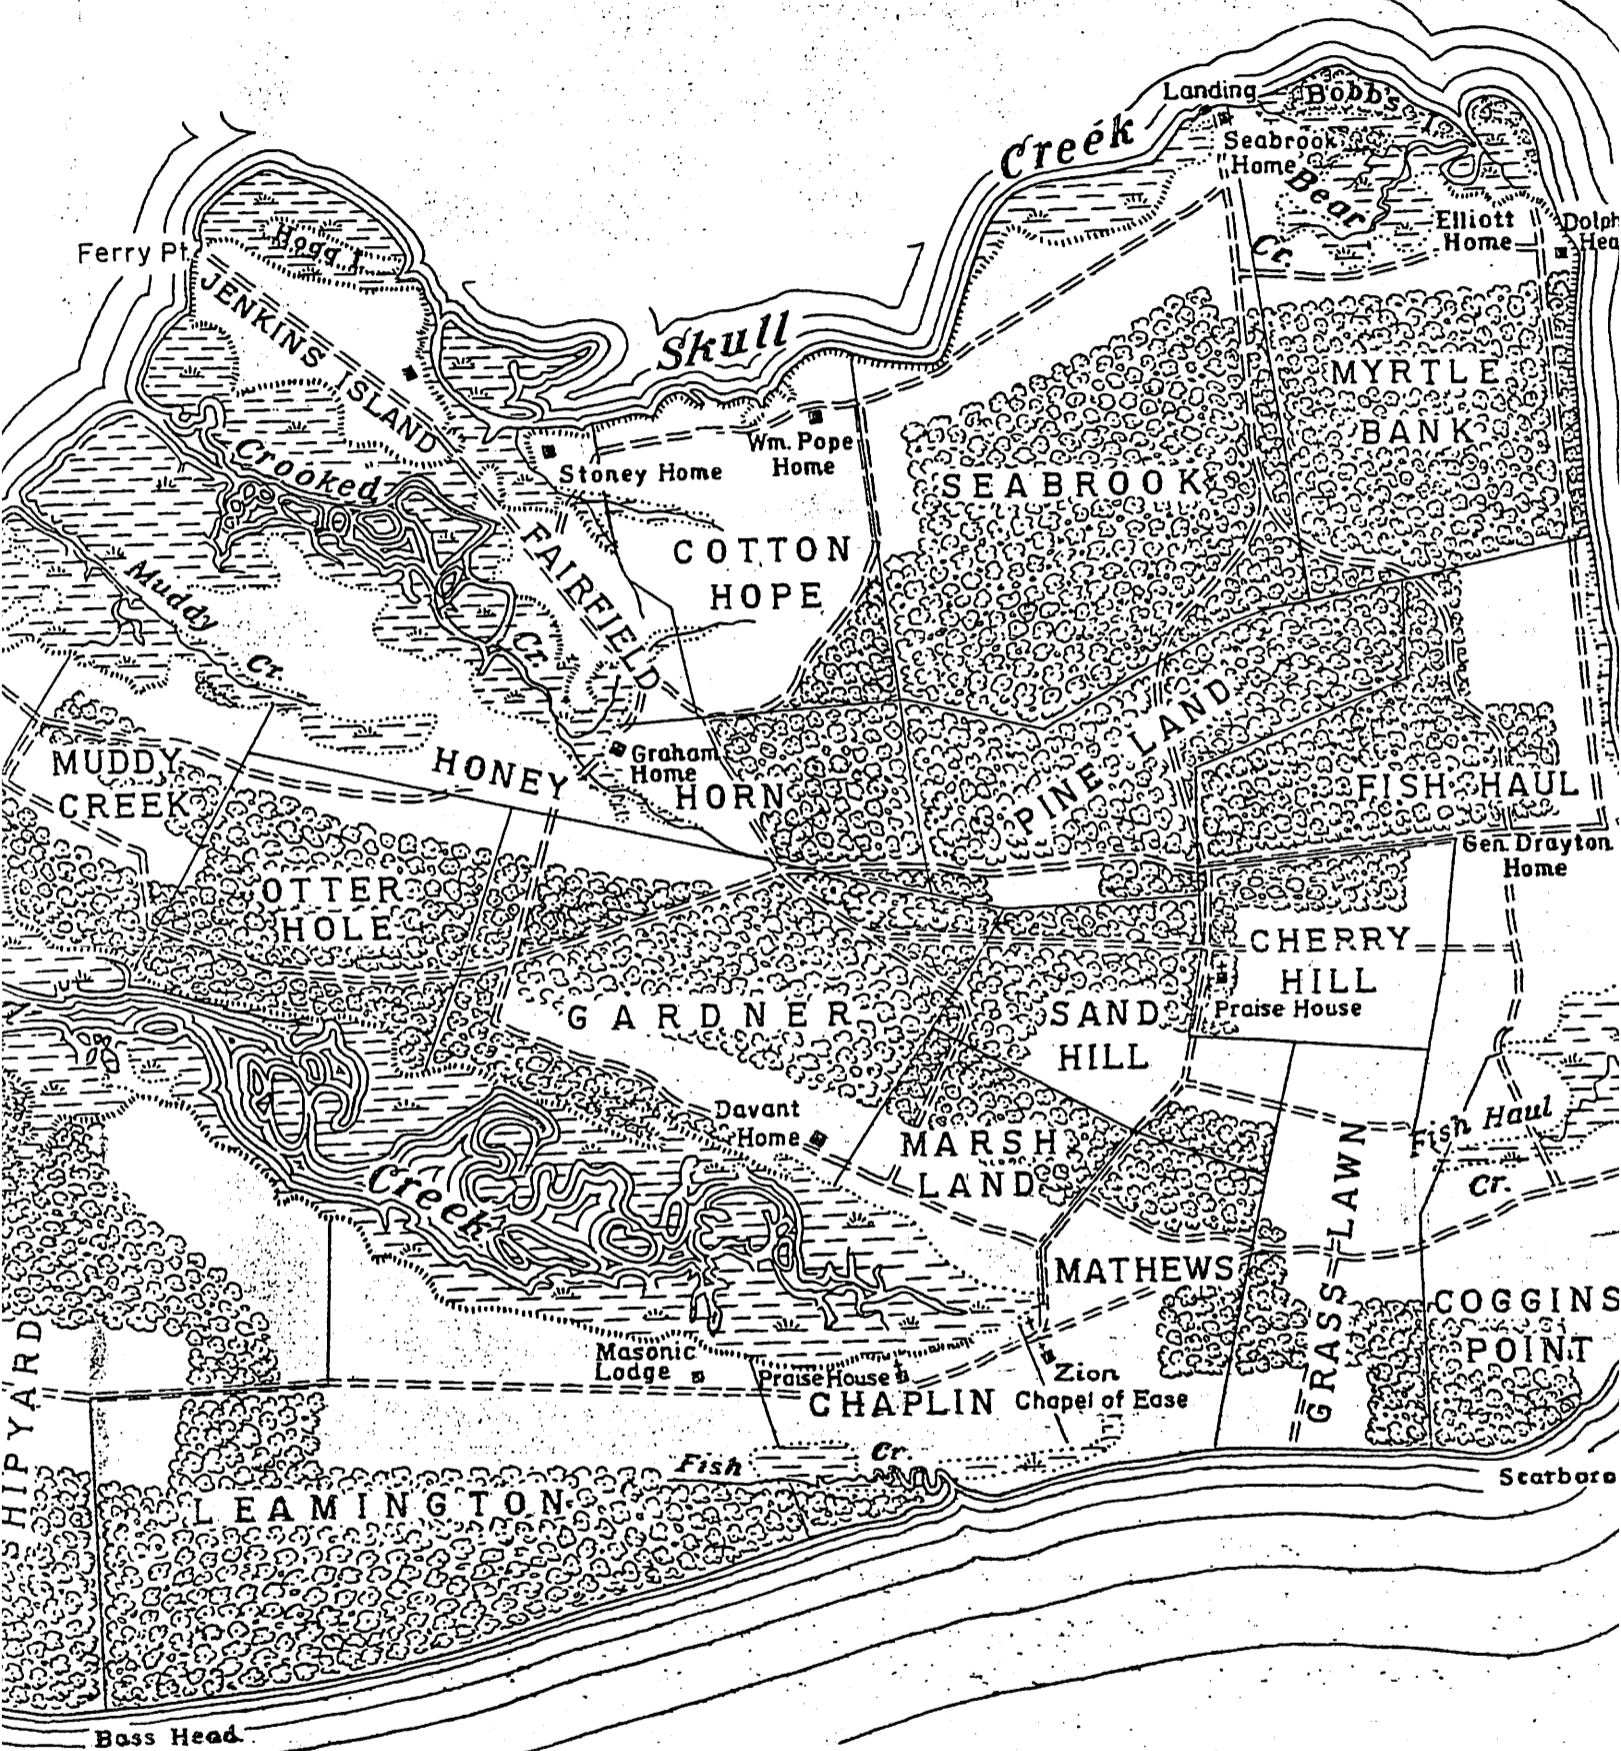 Landing
Bobb's I.
Creek
Seabrook
Home
Bear
Cr.
Elliott
Home
Dolph
Hea
Ferry Pt.
Hogg I.
JENKINS ISLAND
Skull
MYRTLE
BANK
Crooked
Cr.
Stoney Home
Wm. Pope
Home
SEABROOK
FAIRFIELD
COTTON
HOPE
Muddy
Cr.
PINE LAND
MUDDY
CREEK
HONEY
HORN
Graham
Home
FISH HAUL
Gen. Drayton
Home
OTTER
HOLE
CHERRY
HILL
Praise House
GARDNER
SAND
HILL
Davant
Home
MARSH
LAND
Fish Haul
Cr.
Creek
GRASS LAWN
MATHEWS
COGGINS
POINT
SHIPYARD
Masonic
Lodge
Praise House
CHAPLIN
Zion
Chapel of Ease
Fish
Cr.
Scarboro
LEAMINGTON
Bass Head